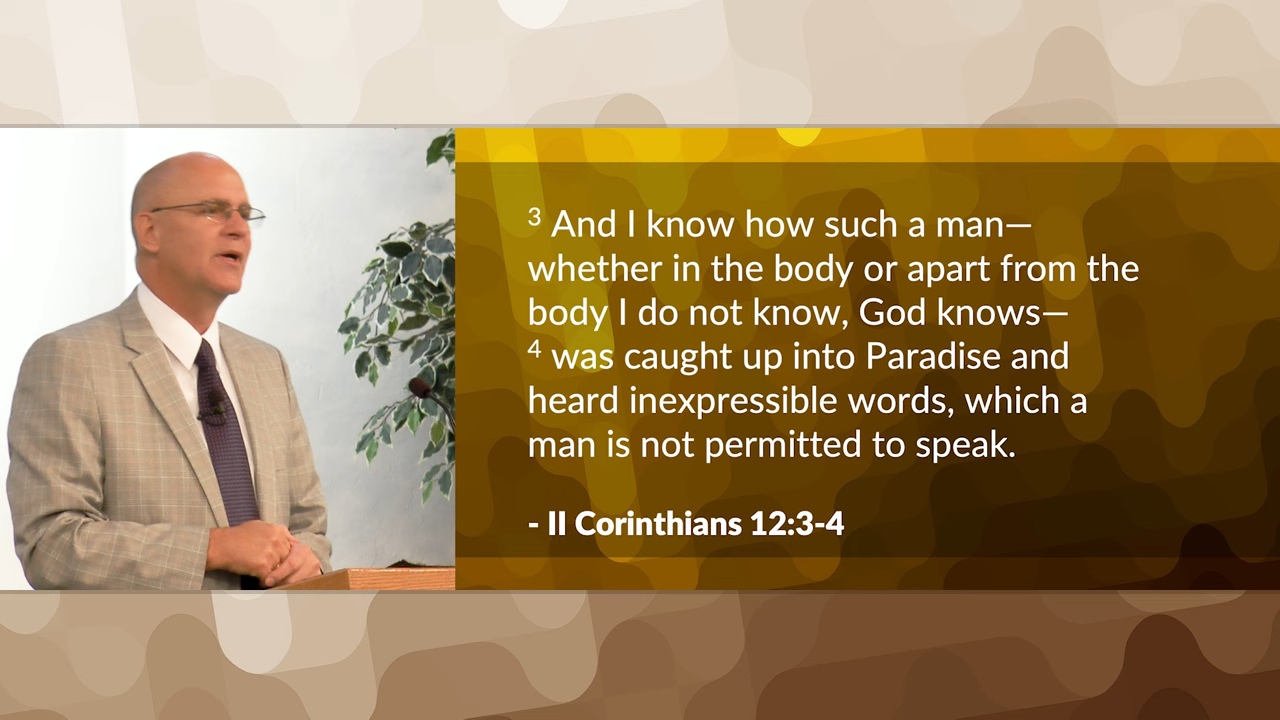 3 And I know how such a man—
whether in the body or apart from the
body I do not know, God knows—
4 was caught up into Paradise and
heard inexpressible words, which a
man is not permitted to speak.
- II Corinthians 12:3-4